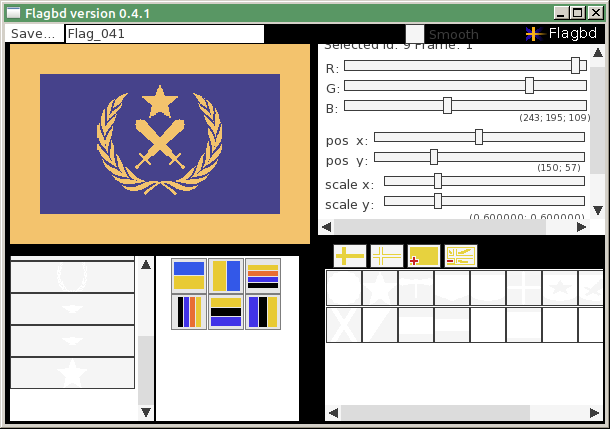 Flagbd version 0.4.1
Save... Flag_041 Smooth Flagbd
Selected id: 9 Frame: 1
R:
G:
B:
(243; 195; 109)
pos x:
pos y:
(150; 57)
scale x:
scale y:
(0.600000; 0.600000)